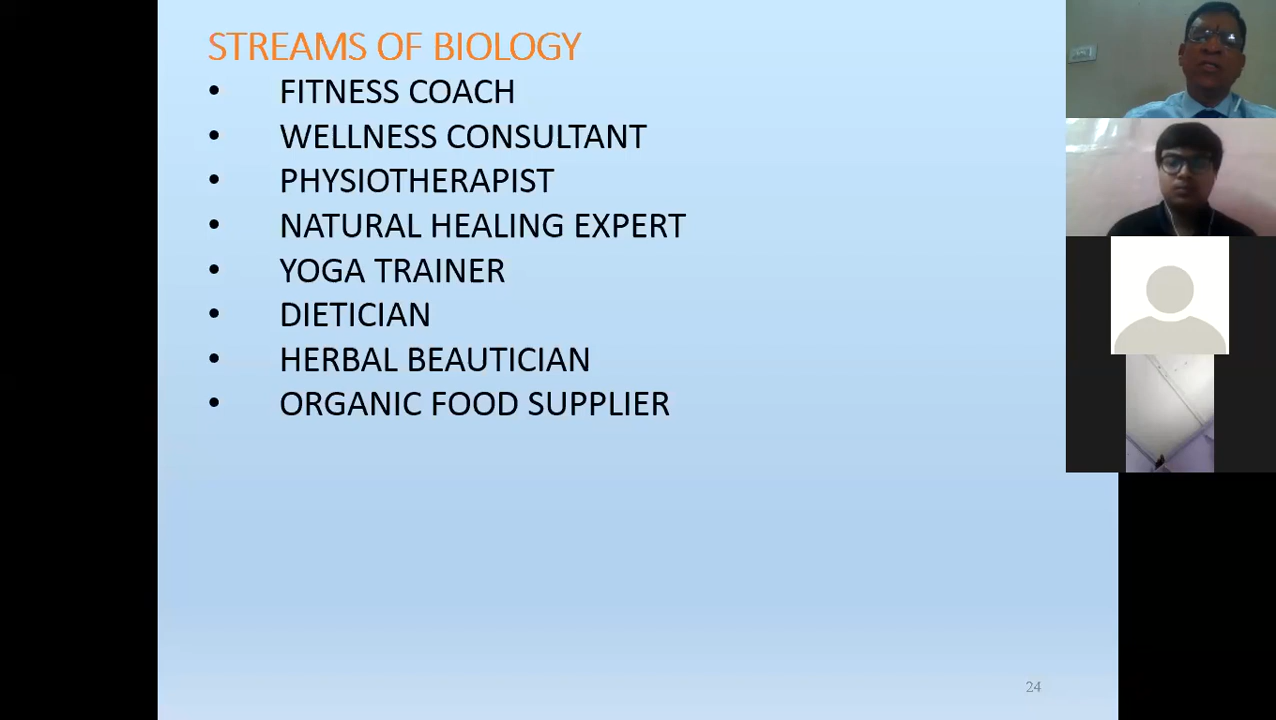 STREAMS OF BIOLOGY
• FITNESS COACH
• WELLNESS CONSULTANT
• PHYSIOTHERAPIST
• NATURAL HEALING EXPERT
• YOGA TRAINER
• DIETICIAN
• HERBAL BEAUTICIAN
• ORGANIC FOOD SUPPLIER
24